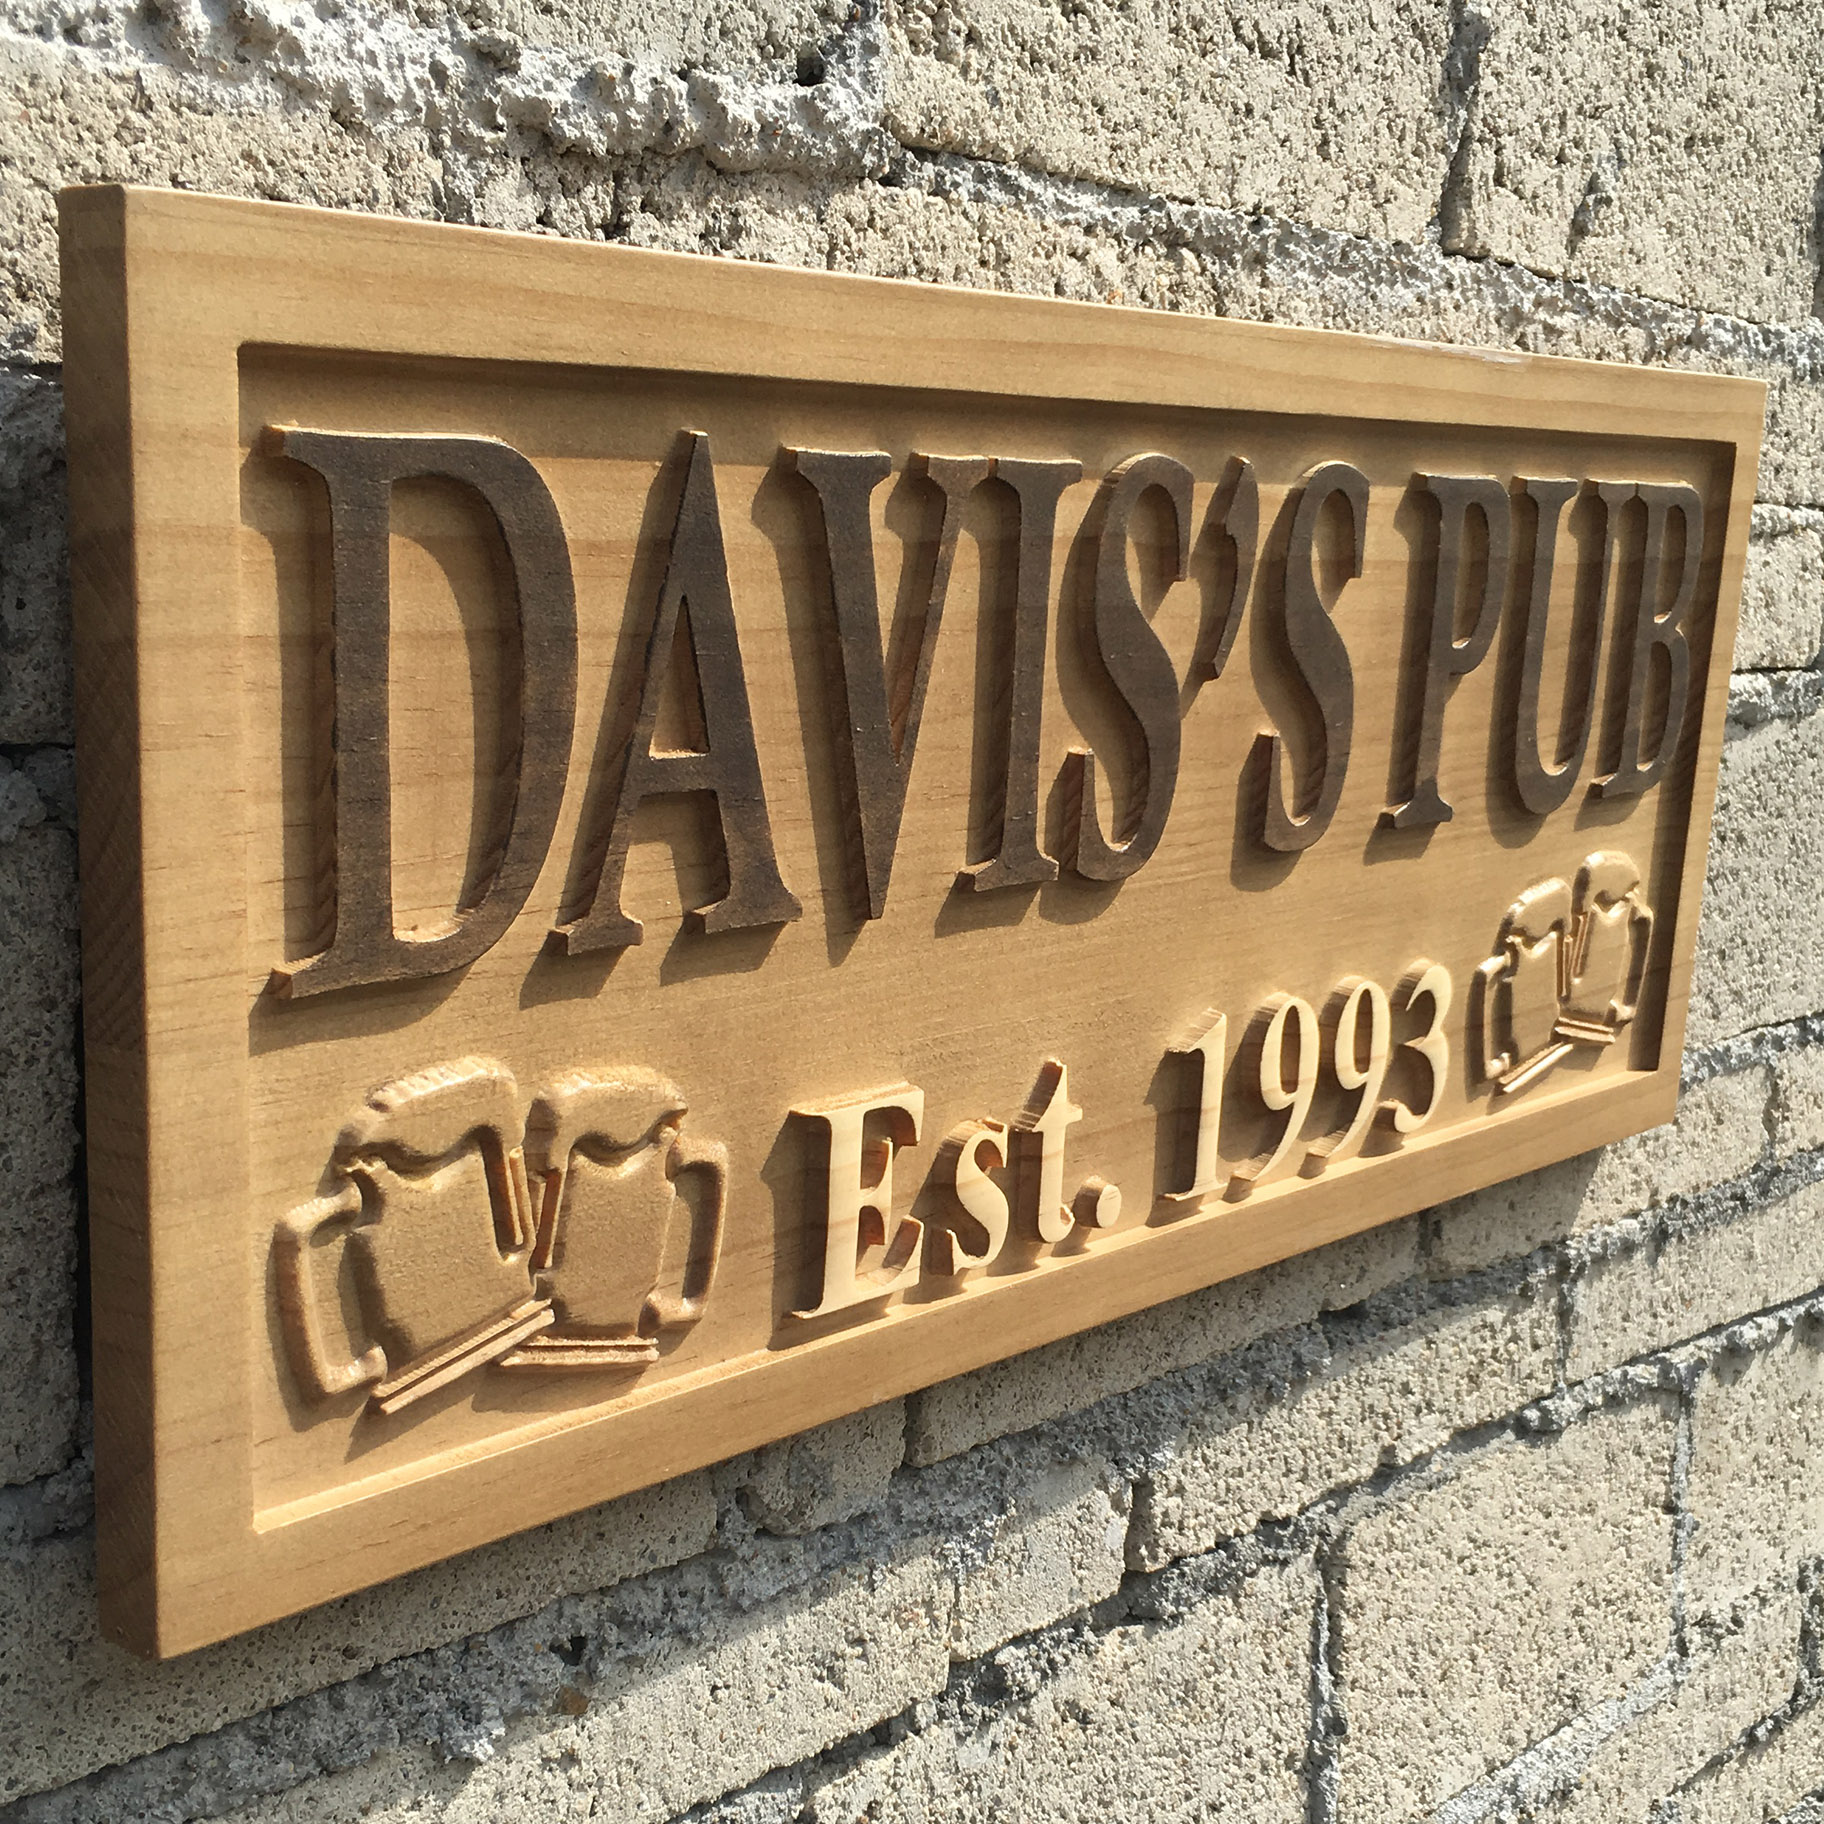 DAVIS'S PUB
Est. 1993